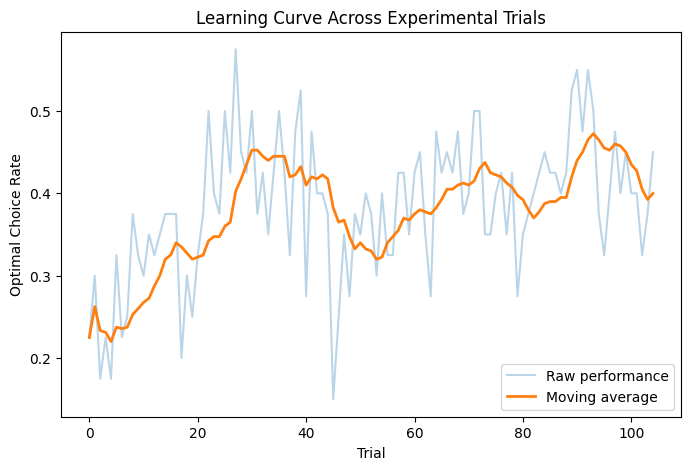 Learning Curve Across Experimental Trials
Optimal Choice Rate
0.5
0.4
0.3
0.2
0 20 40 60 80 100
Trial
Raw performance
Moving average